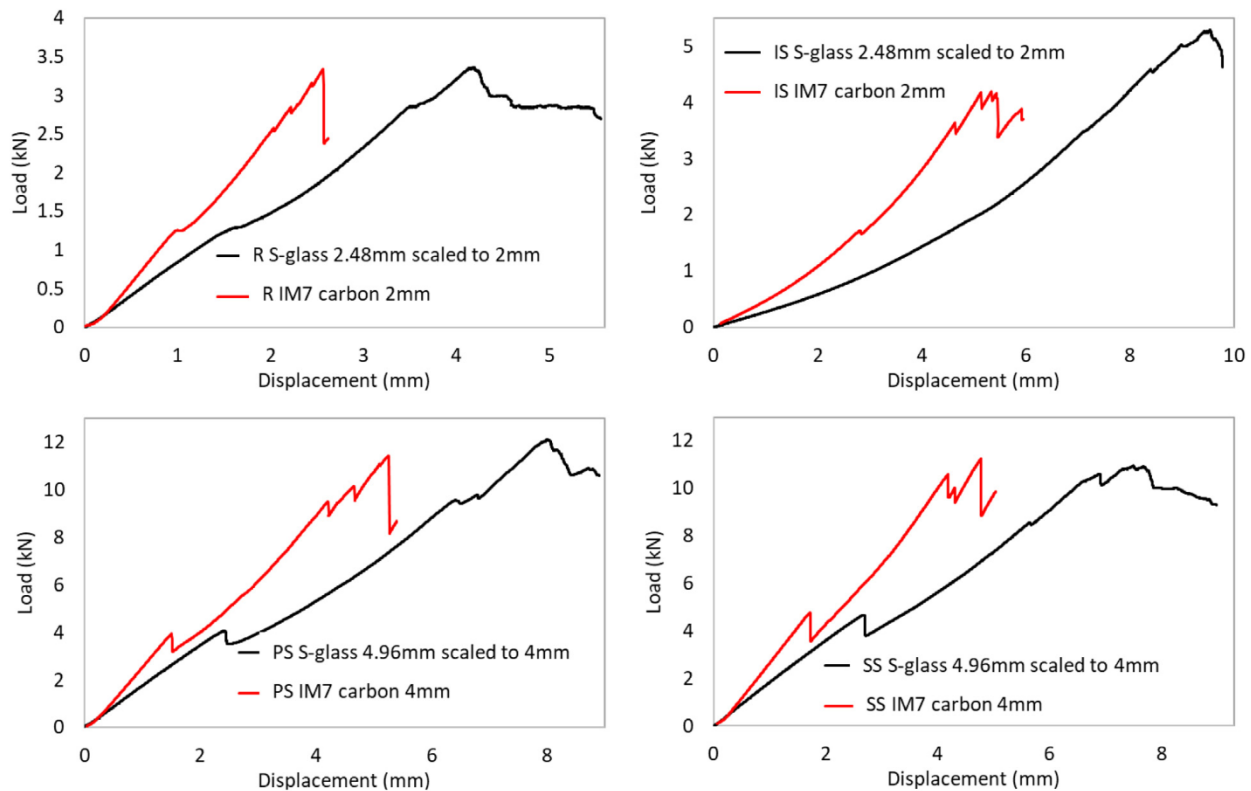 4
3.5
3
2.5
2
1.5
1
0.5
0
Load (kN)
R S-glass 2.48mm scaled to 2mm
R IM7 carbon 2mm
0 1 2 3 4 5
Displacement (mm)
5
4
3
2
1
0
Load (kN)
IS S-glass 2.48mm scaled to 2mm
IS IM7 carbon 2mm
0 2 4 6 8 10
Displacement (mm)
12
10
8
6
4
2
0
Load (kN)
PS S-glass 4.96mm scaled to 4mm
PS IM7 carbon 4mm
0 2 4 6 8
Displacement (mm)
12
10
8
6
4
2
0
Load (kN)
SS S-glass 4.96mm scaled to 4mm
SS IM7 carbon 4mm
0 2 4 6 8
Displacement (mm)